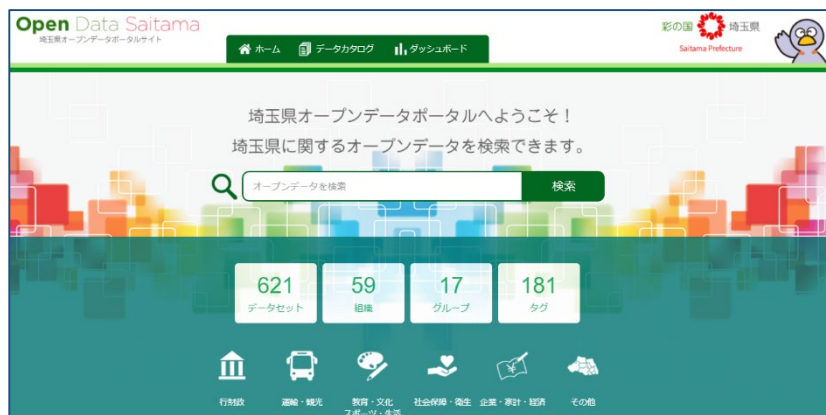 Open Data Saitama
埼玉県オープンデータポータルサイト
ホーム データカタログ ダッシュボード
彩の国 埼玉県
Saitama Prefecture
埼玉県オープンデータポータルへようこそ！
埼玉県に関するオープンデータを検索できます。
オープンデータを検索 検索
621 59 17 181
データセット 組織 グループ タグ
行財政 運輸・観光 教育・文化 社会保障・衛生 企業・家計・経済 その他
スポーツ・生活